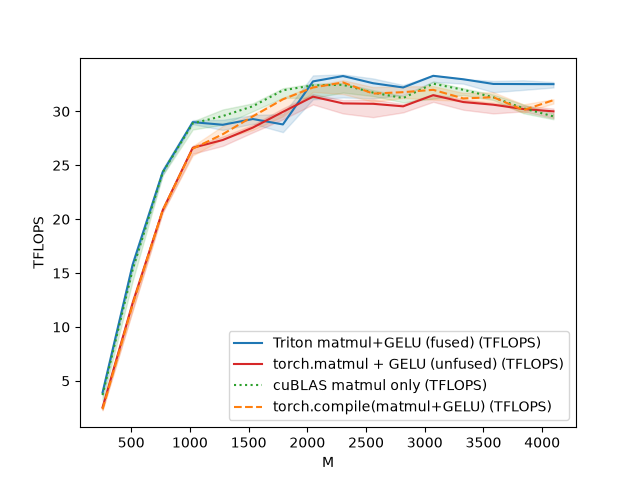 30
25
20
15
10
5
TFLOPS
Triton matmul+GELU (fused) (TFLOPS)
torch.matmul + GELU (unfused) (TFLOPS)
cuBLAS matmul only (TFLOPS)
torch.compile(matmul+GELU) (TFLOPS)
500 1000 1500 2000 2500 3000 3500 4000
M